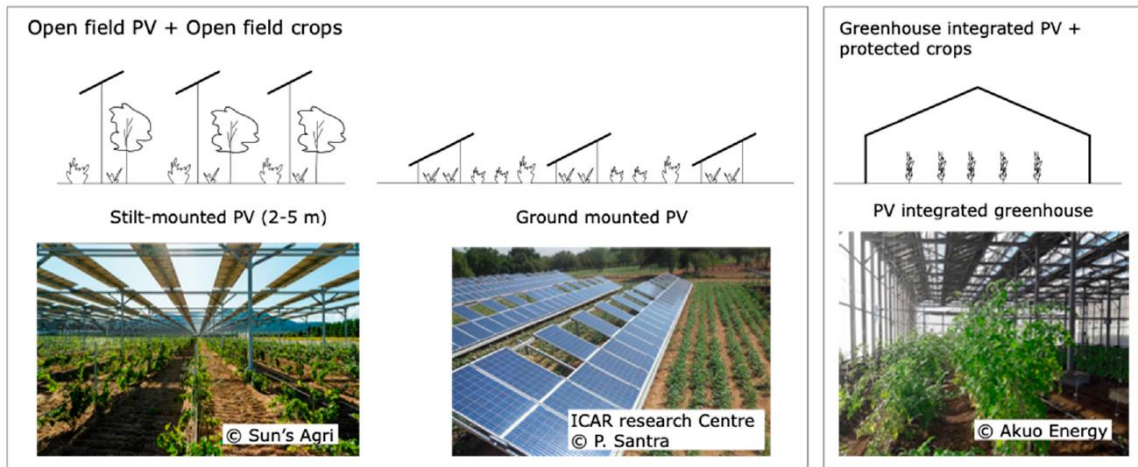 Open field PV + Open field crops
Stilt-mounted PV (2-5 m)
Ground mounted PV
© Sun's Agri
ICAR research Centre
© P. Santra
Greenhouse integrated PV +
protected crops
PV integrated greenhouse
© Akuo Energy